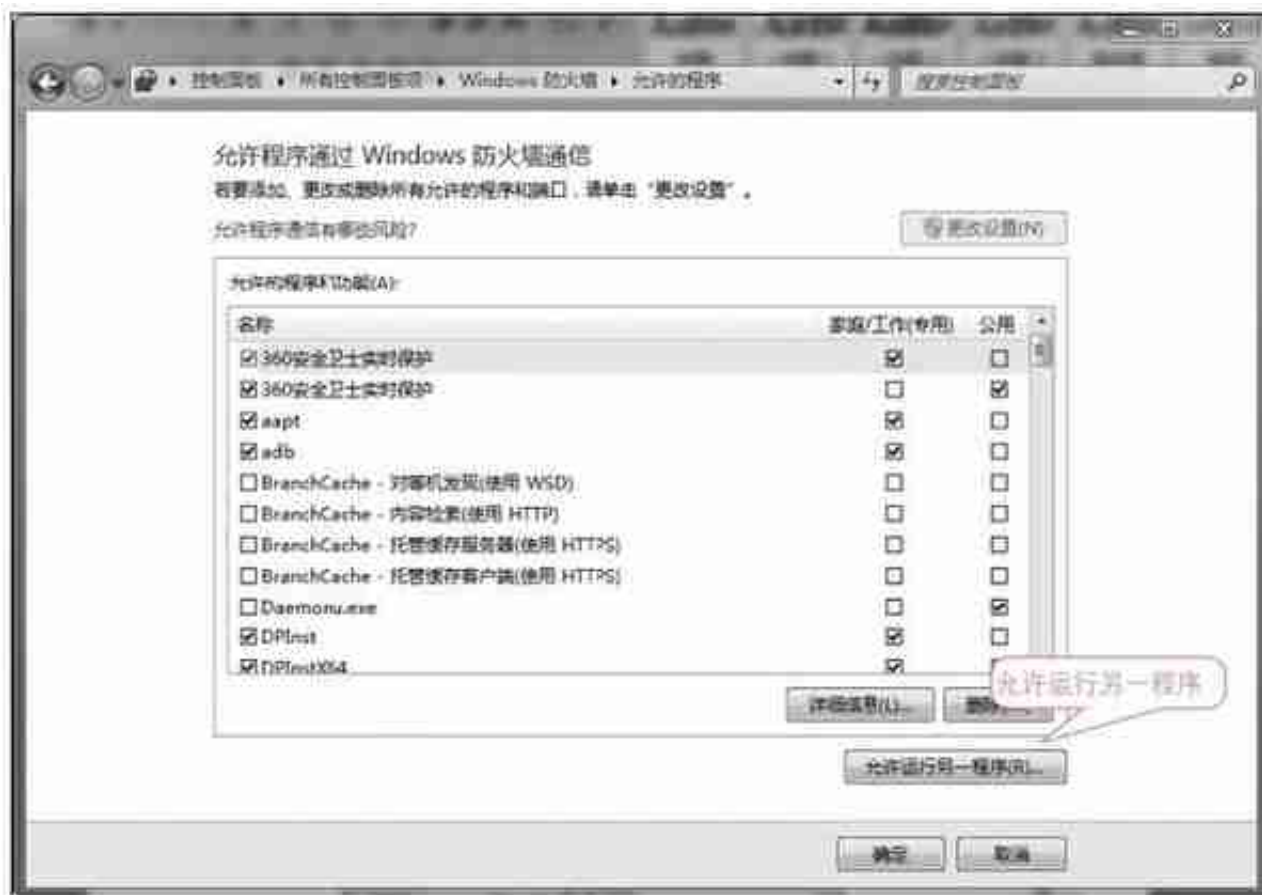 控制面板 ▸ 所有控制面板项 ▸ Windows 防火墙 ▸ 允许的程序
搜索控制面板
允许程序通过 Windows 防火墙通信
若要添加、更改或删除所有允许的程序和端口，请单击“更改设置”。
允许程序通信有哪些风险?
更改设置(N)
允许的程序和功能(A):
名称 家庭/工作(专用) 公用
360安全卫士实时保护
360安全卫士实时保护
aapt
adb
BranchCache - 对等机发现(使用 WSD)
BranchCache - 内容检索(使用 HTTP)
BranchCache - 托管缓存服务器(使用 HTTPS)
BranchCache - 托管缓存客户端(使用 HTTPS)
Daemonu.exe
DPInst
DPInstX64
允许运行另一程序
详细信息(L)... 删除
允许运行另一程序(R)...
确定 取消